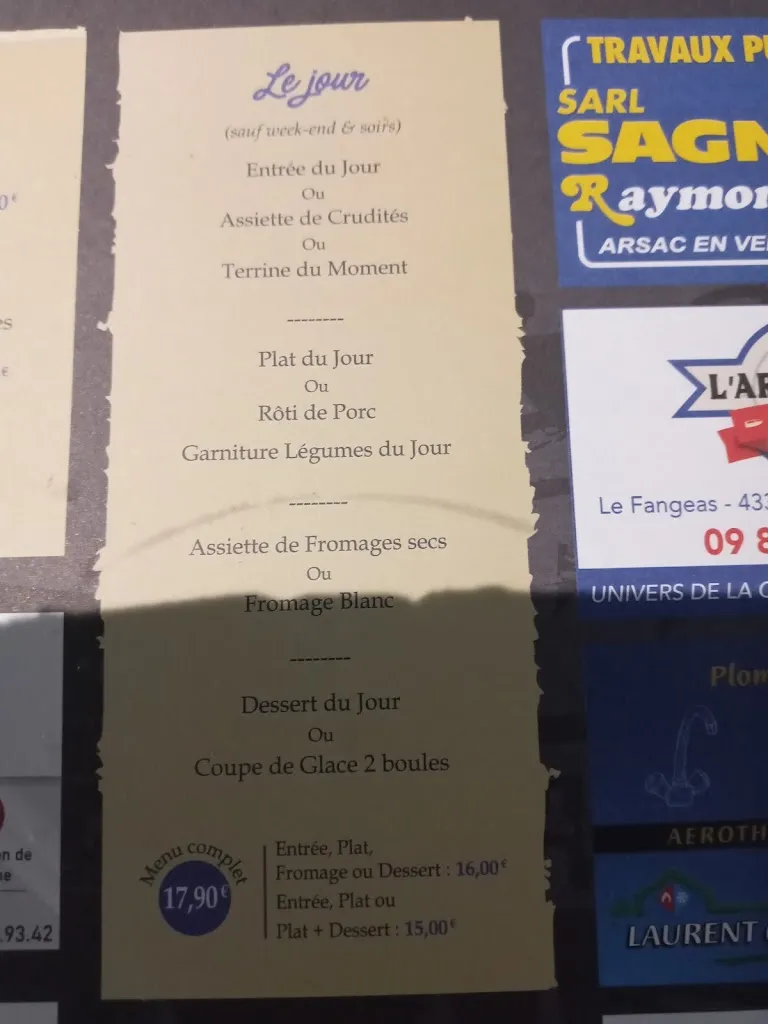 Le jour
(sauf week-end & soirs)
Entrée du Jour
Ou
Assiette de Crudités
Ou
Terrine du Moment
--------
Plat du Jour
Ou
Rôti de Porc
Garniture Légumes du Jour
--------
Assiette de Fromages secs
Ou
Fromage Blanc
--------
Dessert du Jour
Ou
Coupe de Glace 2 boules
Menu complet
17,90€
Entrée, Plat,
Fromage ou Dessert : 16,00€
Entrée, Plat ou
Plat + Dessert : 15,00€
TRAVAUX PU
SARL
SAGN
Raymon
ARSAC EN VE
L'AR
Le Fangeas - 433
09 8
UNIVERS DE LA C
Plom
AEROTH
LAURENT
0€
es
€
n de
ne
.93.42